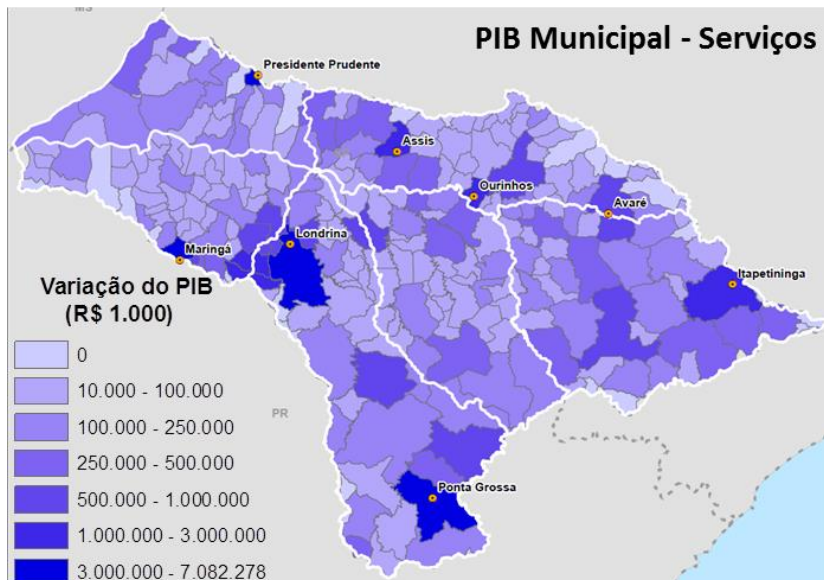 MS
PIB Municipal - Serviços
Presidente Prudente
Assis
Ourinhos
Avaré
Londrina
Maringá
Itapetininga
Variação do PIB
(R$ 1.000)
0
10.000 - 100.000
PR
100.000 - 250.000
250.000 - 500.000
Ponta Grossa
500.000 - 1.000.000
1.000.000 - 3.000.000
3.000.000 - 7.082.278